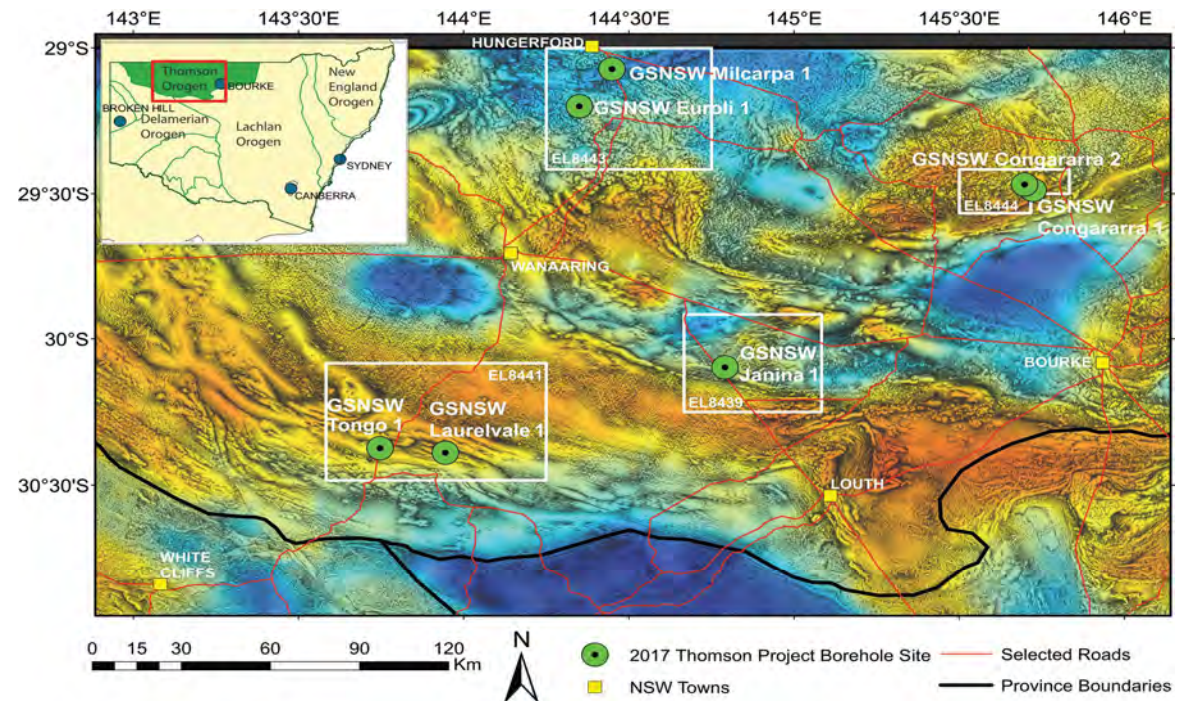 143°E
143°30'E
144°E
144°30'E
145°E
145°30'E
146°E
29°S
29°30'S
30°S
30°30'S
Thomson
Orogen
BOURKE
New
England
Orogen
BROKEN HILL
Delamerian
Orogen
Lachlan
Orogen
SYDNEY
CANBERRA
HUNGERFORD
GSNSW Milcarpa 1
GSNSW Euroli 1
EL8443
GSNSW Congararra 2
EL8444
GSNSW
Congararra 1
WANAARING
GSNSW
Janina 1
EL8439
BOURKE
EL8441
GSNSW
Tongo 1
GSNSW
Laurelvale 1
LOUTH
WHITE
CLIFFS
0 15 30 60 90 120
Km
N
2017 Thomson Project Borehole Site
NSW Towns
Selected Roads
Province Boundaries